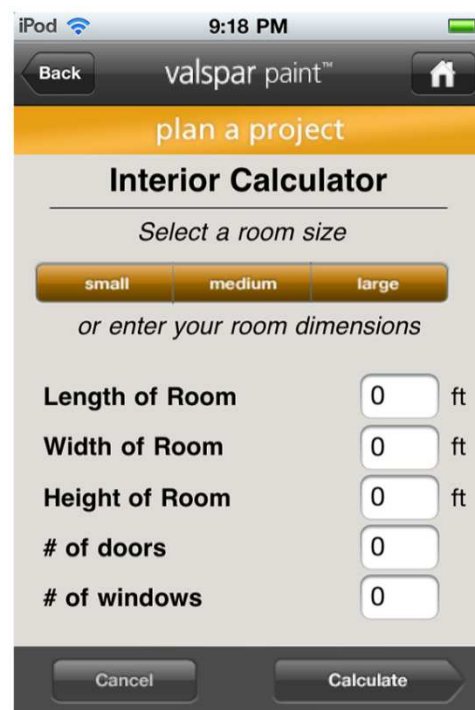 iPod 9:18 PM
Back valspar paint™
plan a project
Interior Calculator
Select a room size
small medium large
or enter your room dimensions
Length of Room 0 ft
Width of Room 0 ft
Height of Room 0 ft
# of doors 0
# of windows 0
Cancel Calculate